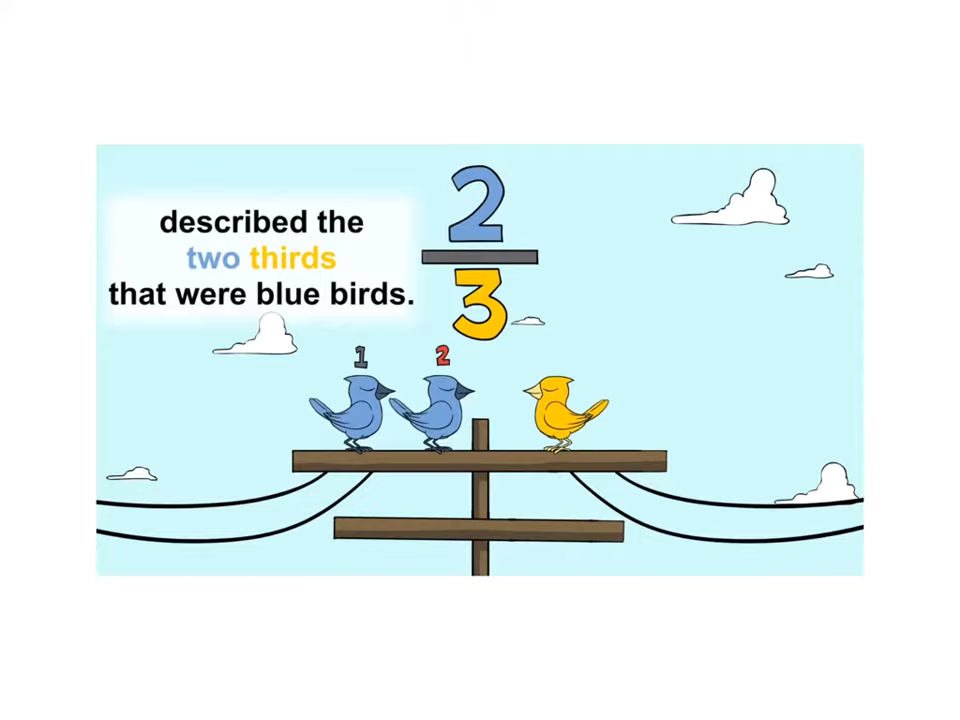 described the
two thirds
that were blue birds.
2
3
1 2